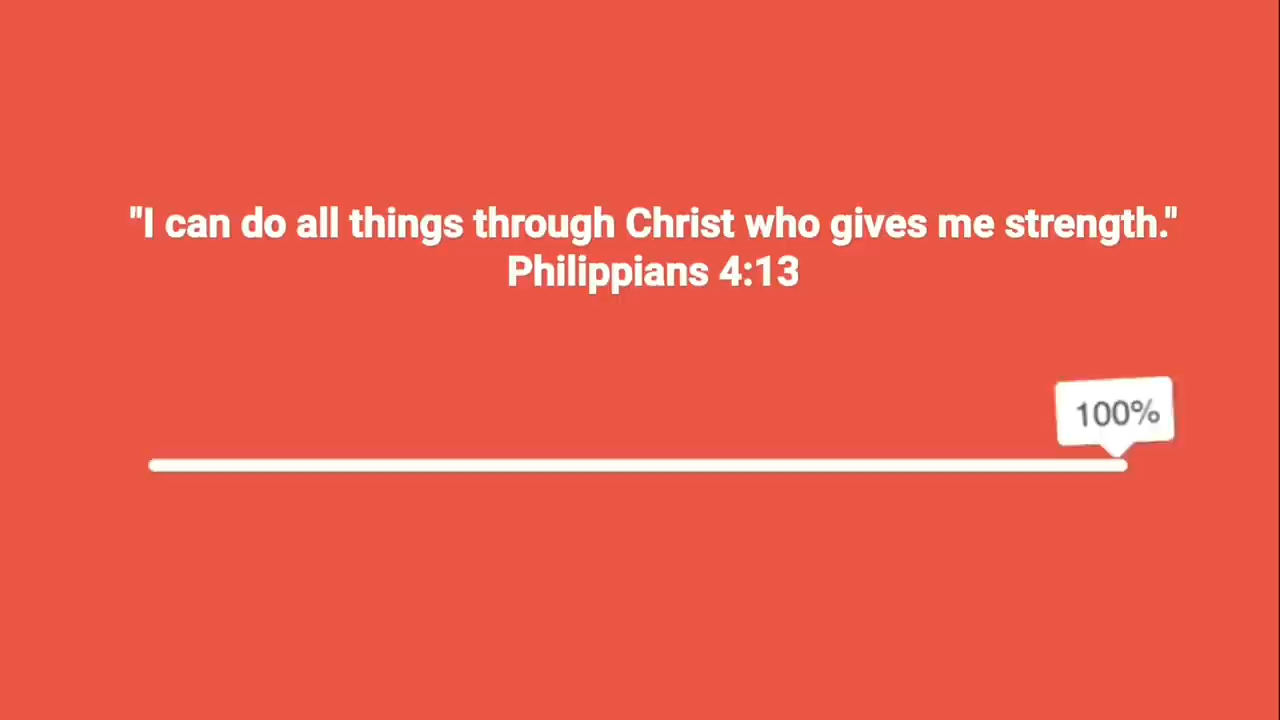 "I can do all things through Christ who gives me strength."
Philippians 4:13
100%